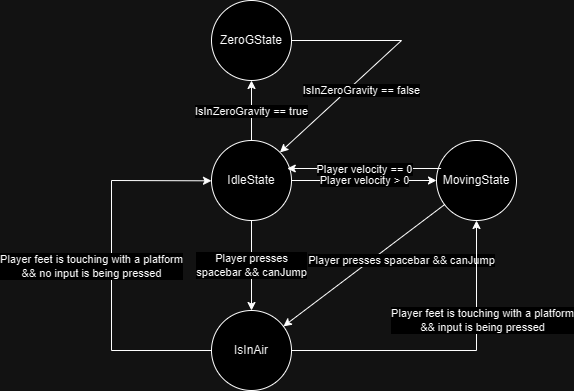 ZeroGState
IsInZeroGravity == false
IsInZeroGravity == true
Player velocity == 0
IdleState
Player velocity > 0
MovingState
Player feet is touching with a platform
&& no input is being pressed
Player presses
spacebar && canJump
Player presses spacebar && canJump
Player feet is touching with a platform
&& input is being pressed
IsInAir